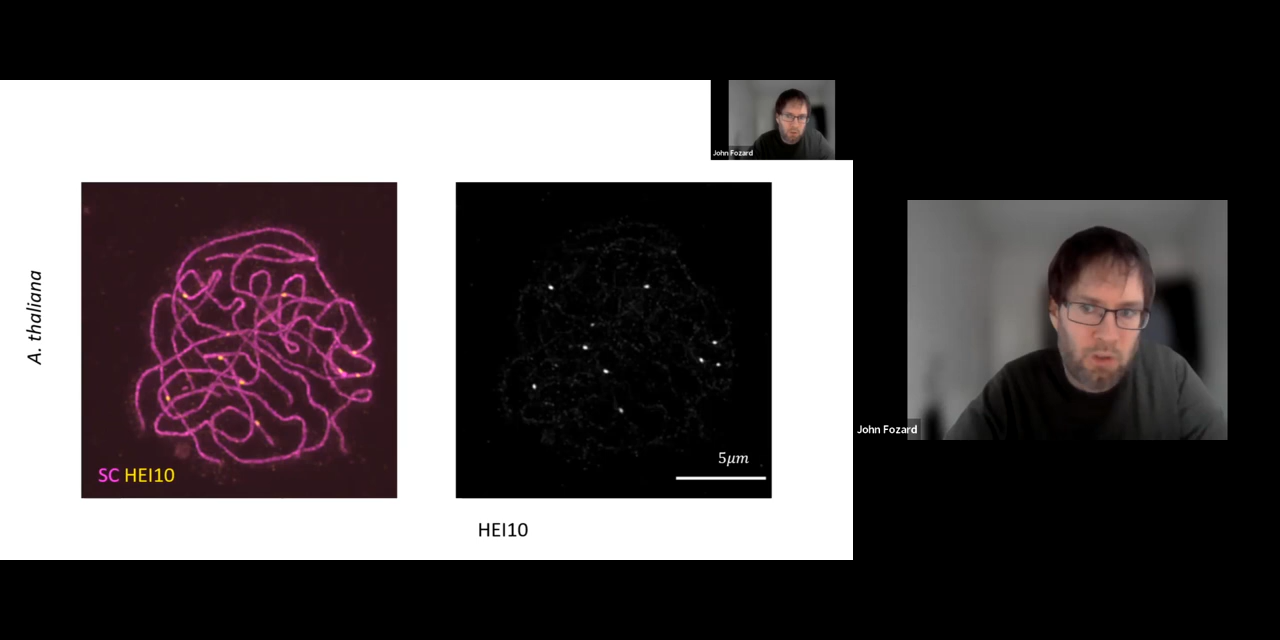 John Fozard
A. thaliana
SC HEI10
5μm
HEI10
John Fozard